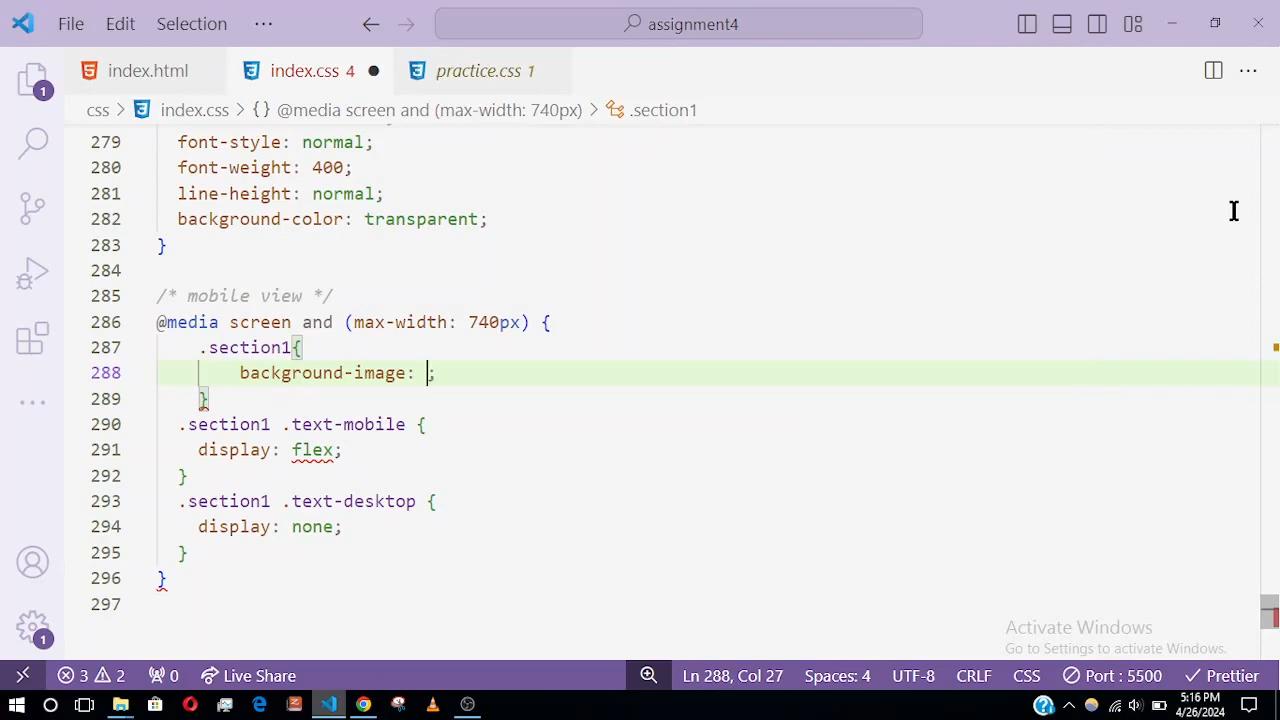 File Edit Selection ··· assignment4
index.html index.css 4 practice.css 1
css > index.css > {} @media screen and (max-width: 740px) > .section1
279 font-style: normal;
280 font-weight: 400;
281 line-height: normal;
282 background-color: transparent;
283 }
284
285 /* mobile view */
286 @media screen and (max-width: 740px) {
287 .section1{
288 background-image: ;
289 }
290 .section1 .text-mobile {
291 display: flex;
292 }
293 .section1 .text-desktop {
294 display: none;
295 }
296 }
297
1
1
Activate Windows
Go to Settings to activate Windows.
3 2 0 Live Share Ln 288, Col 27 Spaces: 4 UTF-8 CRLF CSS Port : 5500 Prettier
5:16 PM
4/26/2024